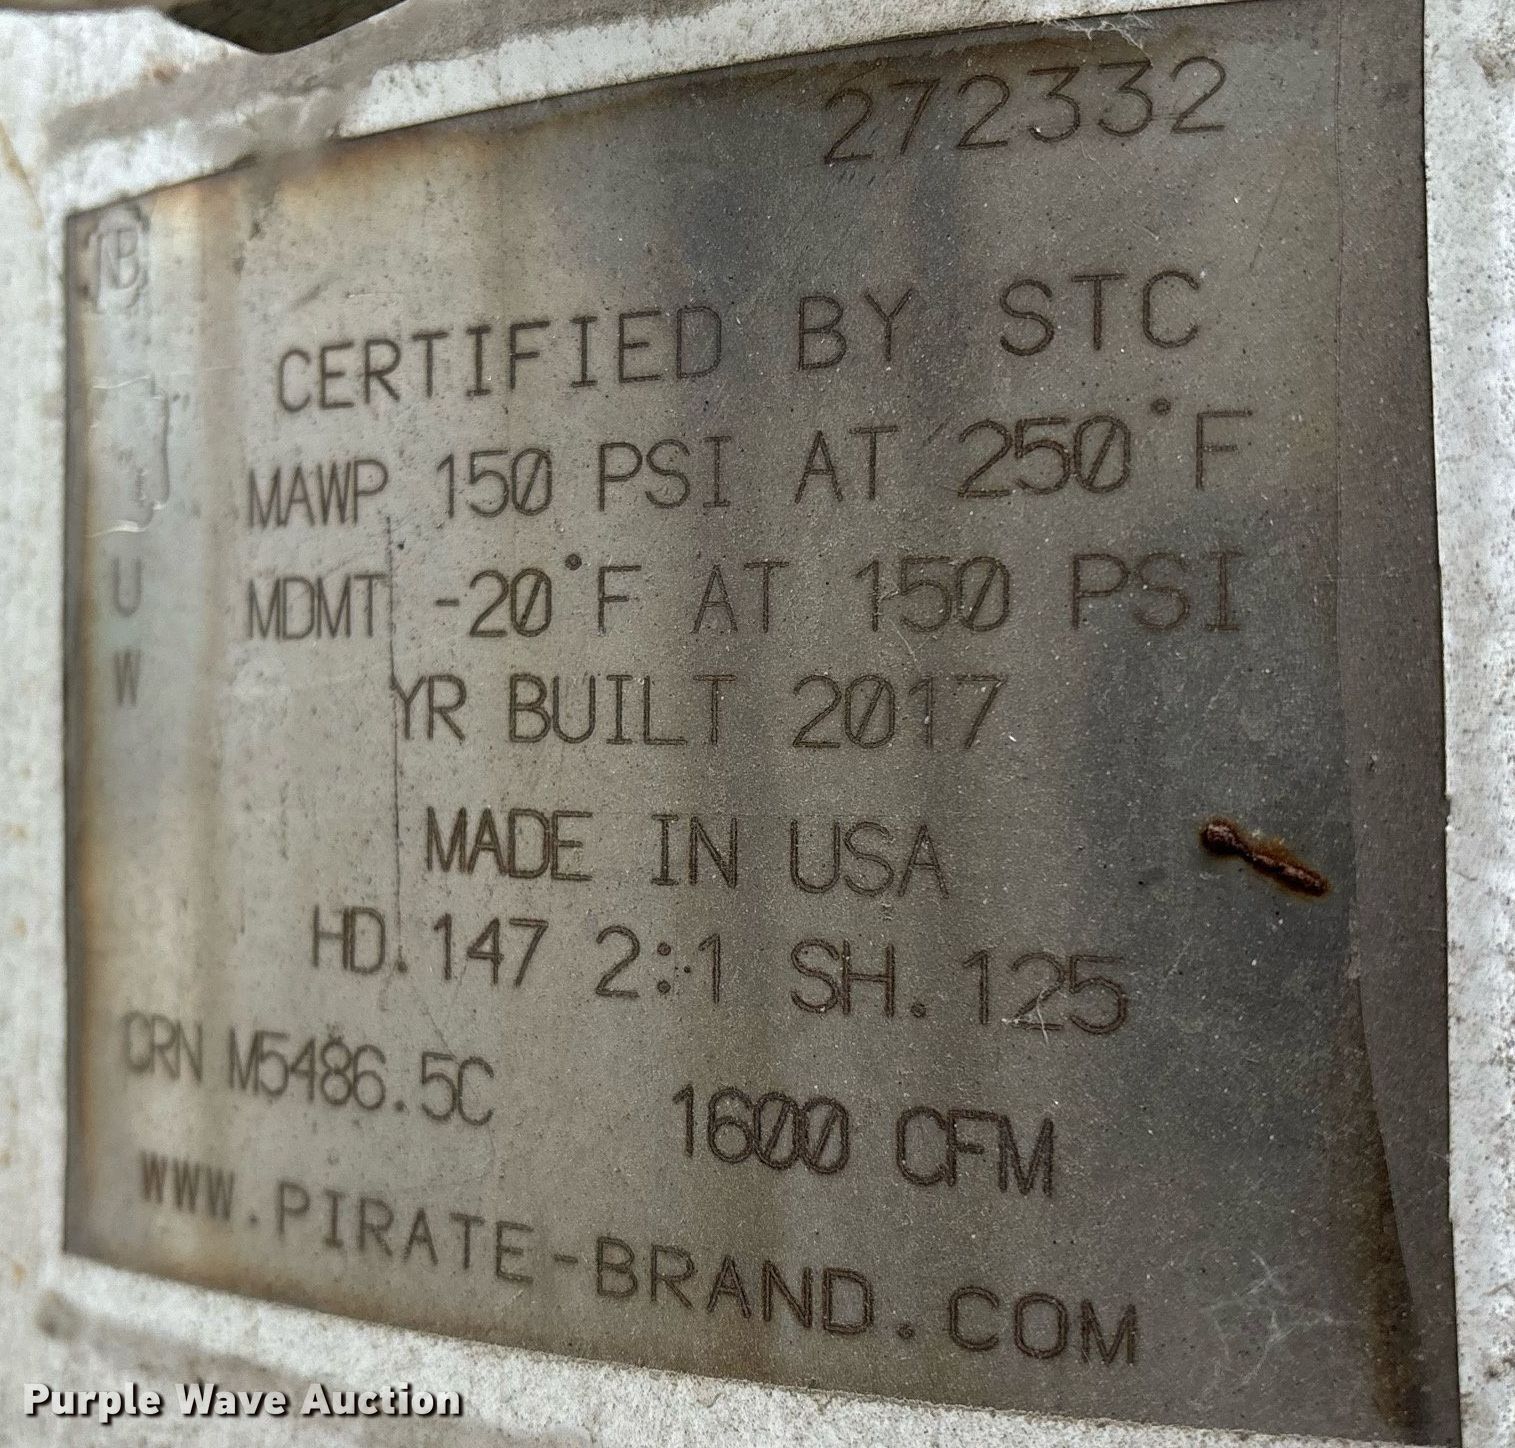 272332
NB
CERTIFIED BY STC
MAWP 150 PSI AT 250°F
MDMT -20°F AT 150 PSI
U
W
YR BUILT 2017
MADE IN USA
HD.147 2:1 SH.125
CRN M5486.5C
1600 CFM
WWW.PIRATE-BRAND.COM
Purple Wave Auction